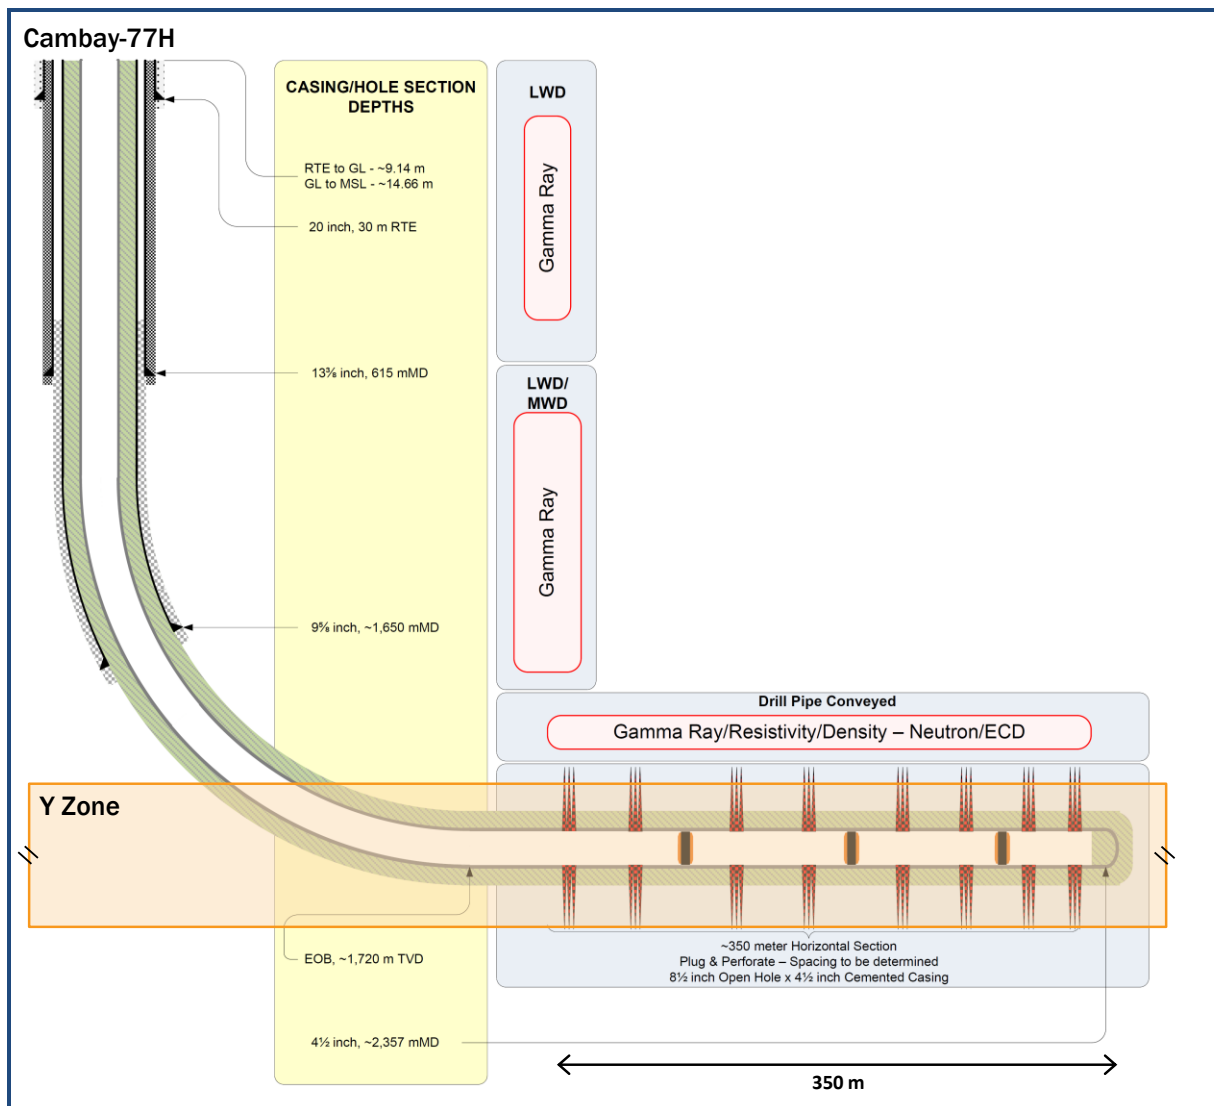 Cambay-77H
CASING/HOLE SECTION
DEPTHS
RTE to GL - ~9.14 m
GL to MSL - ~14.66 m
20 inch, 30 m RTE
13⅜ inch, 615 mMD
9⅝ inch, ~1,650 mMD
LWD
Gamma Ray
LWD/
MWD
Gamma Ray
Drill Pipe Conveyed
Gamma Ray/Resistivity/Density – Neutron/ECD
Y Zone
~350 meter Horizontal Section
Plug & Perforate – Spacing to be determined
8½ inch Open Hole x 4½ inch Cemented Casing
EOB, ~1,720 m TVD
4½ inch, ~2,357 mMD
350 m